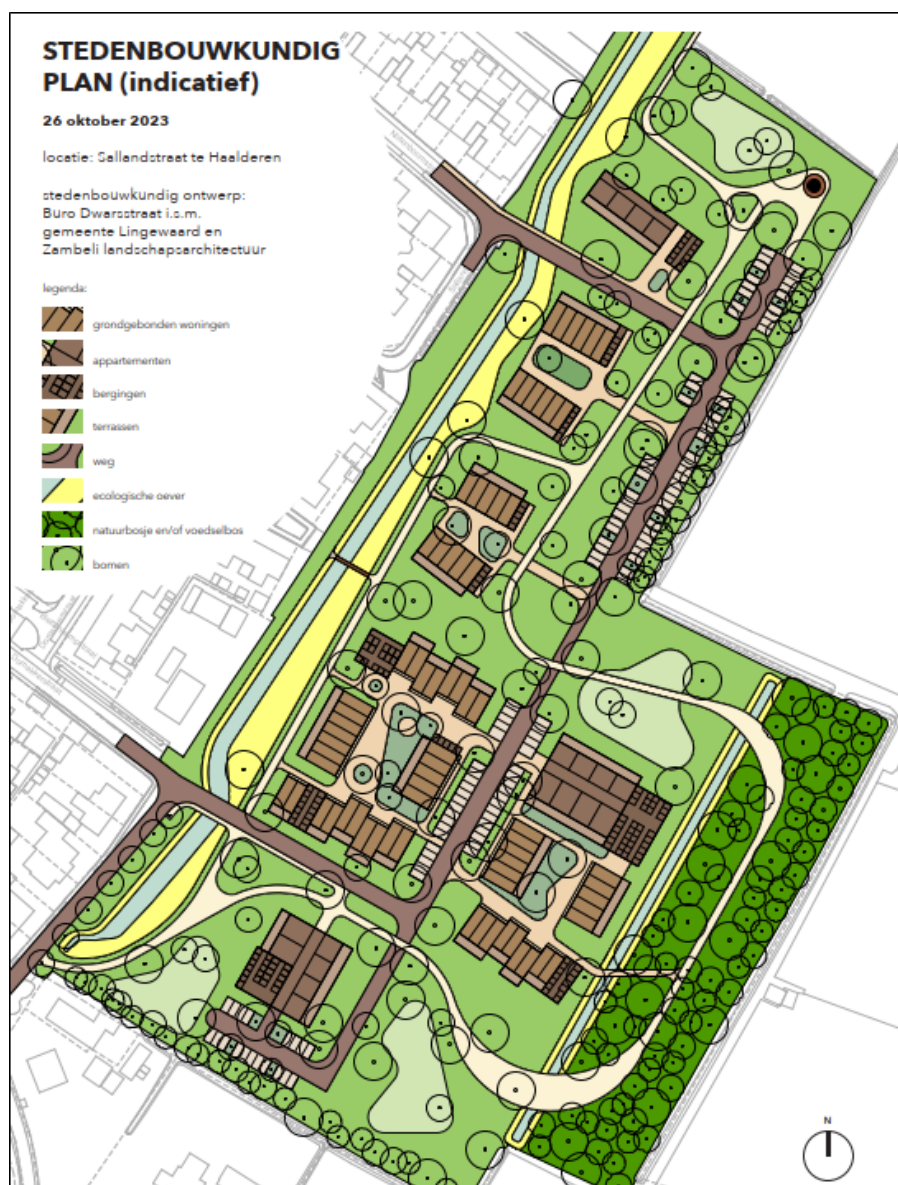 STEDENBOUWKUNDIG
PLAN (indicatief)
26 oktober 2023
locatie: Sallandstraat te Haalderen
stedenbouwkundig ontwerp:
Buro Dwarsstraat i.s.m.
gemeente Lingewaard en
Zambeli landschapsarchitectuur
legenda:
grondgebonden woningen
appartementen
bergingen
terrassen
weg
ecologische oever
natuurbosje en/of voedselbos
bomen
N